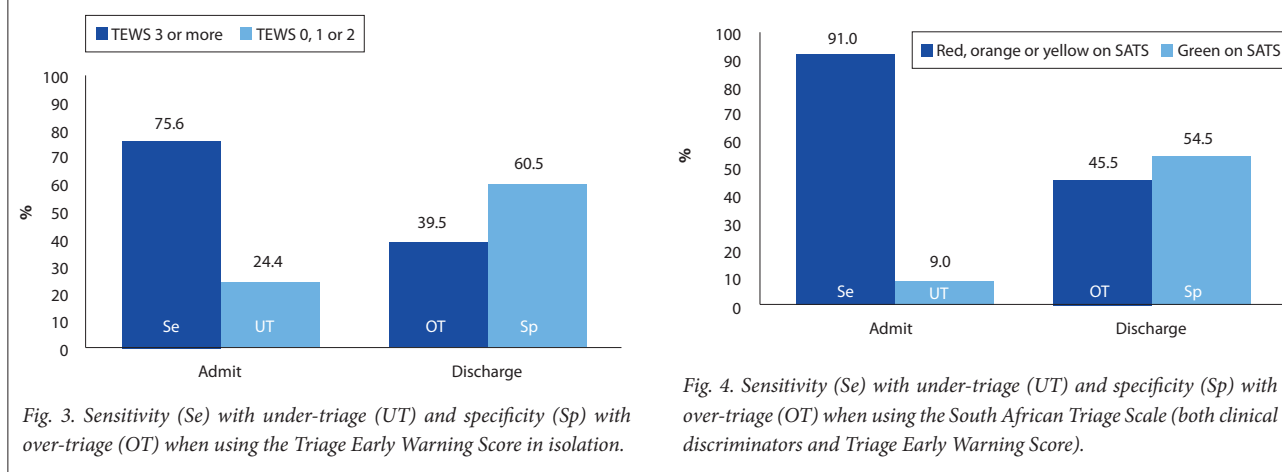 TEWS 3 or more TEWS 0, 1 or 2
100
90
80
70
60
50
40
30
20
10
0
%
75.6
24.4
39.5
60.5
Se
UT
OT
Sp
Admit
Discharge
Fig. 3. Sensitivity (Se) with under-triage (UT) and specificity (Sp) with
over-triage (OT) when using the Triage Early Warning Score in isolation.
Red, orange or yellow on SATS Green on SATS
100
90
80
70
60
50
40
30
20
10
0
%
91.0
9.0
45.5
54.5
Se
UT
OT
Sp
Admit
Discharge
Fig. 4. Sensitivity (Se) with under-triage (UT) and specificity (Sp) with
over-triage (OT) when using the South African Triage Scale (both clinical
discriminators and Triage Early Warning Score).